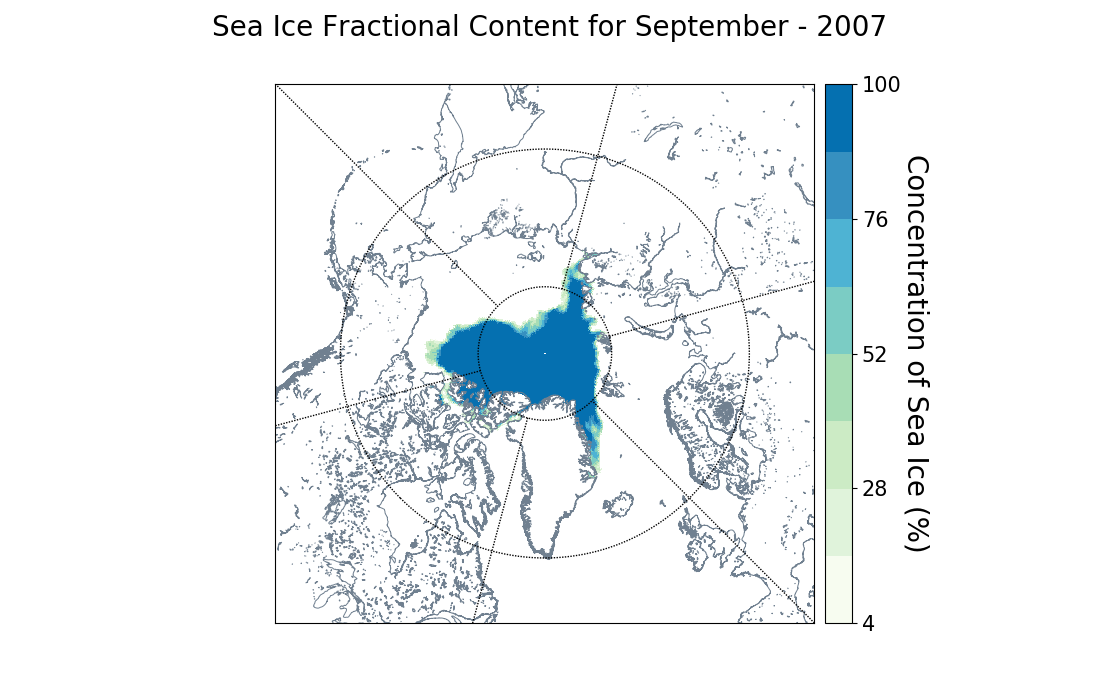 Sea Ice Fractional Content for September - 2007
100
76
52
28
4
Concentration of Sea Ice (%)